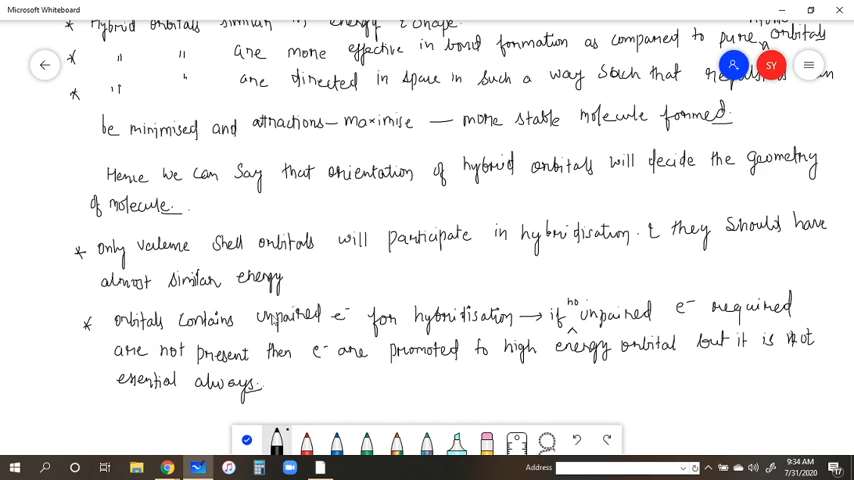 Microsoft Whiteboard
* Hybrid orbitals similar in energy & shape.
* " " are more effective in bond formation as compared to pure orbitals
* " " are directed in space in such a way such that
be minimised and attractions - maximise — more stable molecule formed.
Hence we can say that orientation of hybrid orbitals will decide the geometry
of molecule.
* only valence shell orbitals will participate in hybridisation. & they should have
almost similar energy
* orbitals contains unpaired e- for hybridisation → if no unpaired e- required
are not present then e- are promoted to high energy orbital but it is not
essential always.
SY
Address
9:34 AM
7/31/2020
17